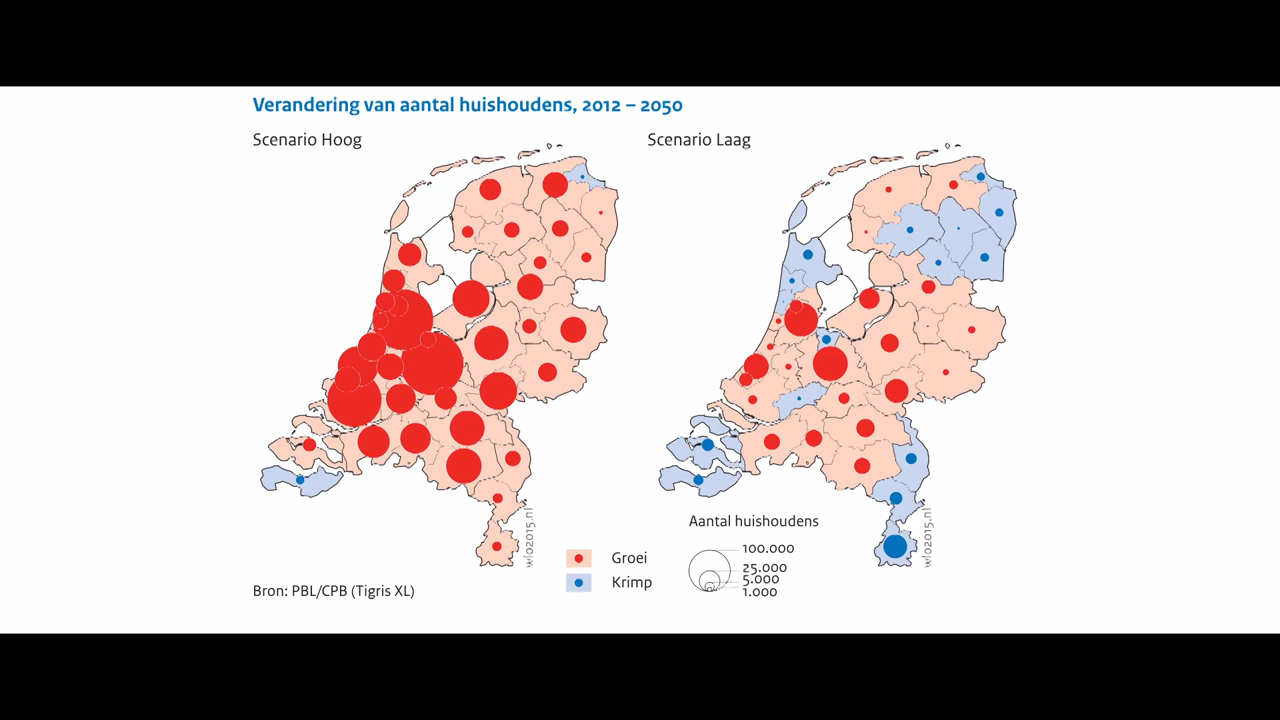 Verandering van aantal huishoudens, 2012 – 2050
Scenario Hoog
Scenario Laag
wlo2015.nl
wlo2015.nl
Aantal huishoudens
100.000
25.000
5.000
1.000
Groei
Krimp
Bron: PBL/CPB (Tigris XL)